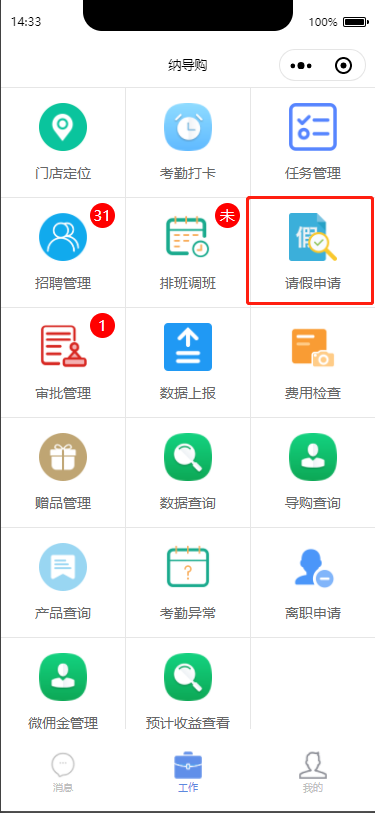 14:33
100%
纳导购
门店定位
考勤打卡
任务管理
31
未
假
招聘管理
排班调班
请假申请
1
审批管理
数据上报
费用检查
赠品管理
数据查询
导购查询
?
产品查询
考勤异常
离职申请
微佣金管理
预计收益查看
消息
工作
我的